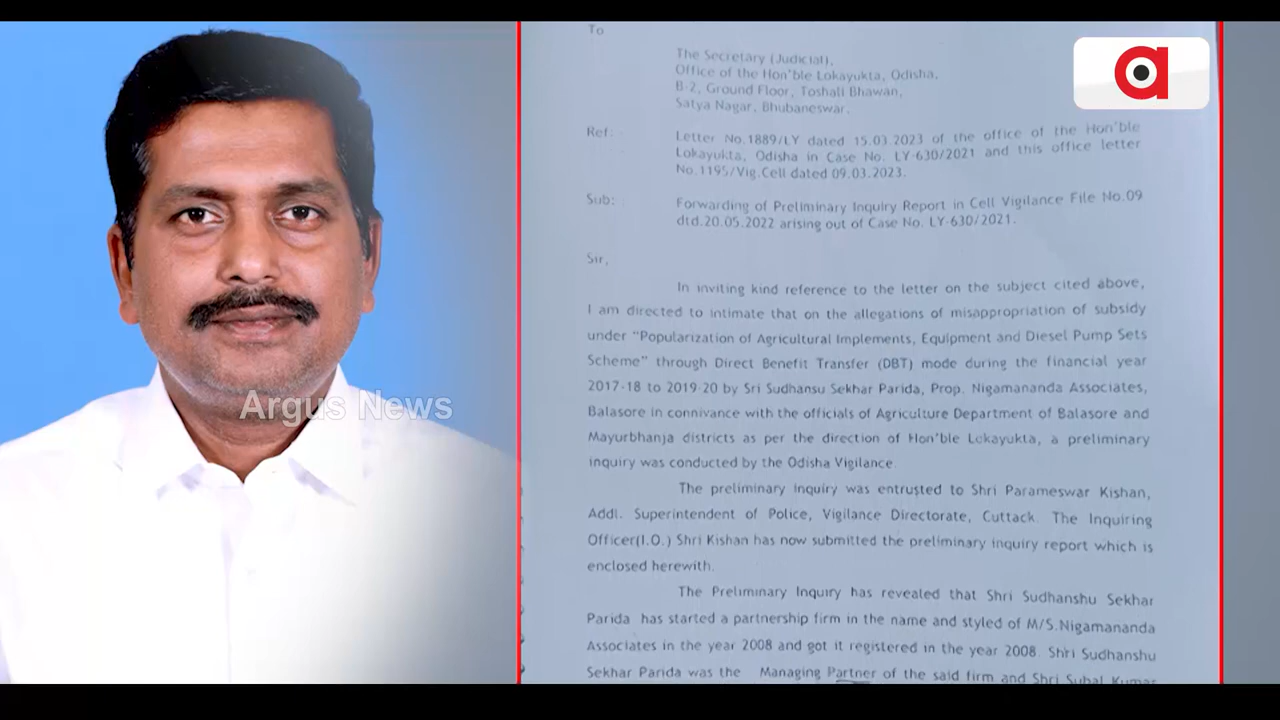 To
The Secretary (Judicial),
Office of the Hon'ble Lokayukta, Odisha,
B-2, Ground Floor, Toshali Bhawan,
Satya Nagar, Bhubaneswar.
Ref: Letter No.1889/LY dated 15.03.2023 of the office of the Hon'ble
Lokayukta, Odisha in Case No. LY-630/2021 and this office letter
No.1195/Vig.Cell dated 09.03.2023.
Sub: Forwarding of Preliminary Inquiry Report in Cell Vigilance File No.09
dtd.20.05.2022 arising out of Case No. LY-630/2021.
Sir,
In inviting kind reference to the letter on the subject cited above,
I am directed to intimate that on the allegations of misappropriation of subsidy
under "Popularization of Agricultural Implements, Equipment and Diesel Pump Sets
Scheme" through Direct Benefit Transfer (DBT) mode during the financial year
2017-18 to 2019-20 by Sri Sudhansu Sekhar Parida, Prop. Nigamananda Associates,
Balasore in connivance with the officials of Agriculture Department of Balasore and
Mayurbhanja districts as per the direction of Hon'ble Lokayukta, a preliminary
inquiry was conducted by the Odisha Vigilance.
The preliminary inquiry was entrusted to Shri Parameswar Kishan,
Addl. Superintendent of Police, Vigilance Directorate, Cuttack. The Inquiring
Officer(I.O.) Shri Kishan has now submitted the preliminary inquiry report which is
enclosed herewith.
The Preliminary Inquiry has revealed that Shri Sudhanshu Sekhar
Parida has started a partnership firm in the name and styled of M/S.Nigamananda
Associates in the year 2008 and got it registered in the year 2008. Shri Sudhanshu
Sekhar Parida was the Managing Partner of the said firm and Shri Subal Kumar
Argus News
a